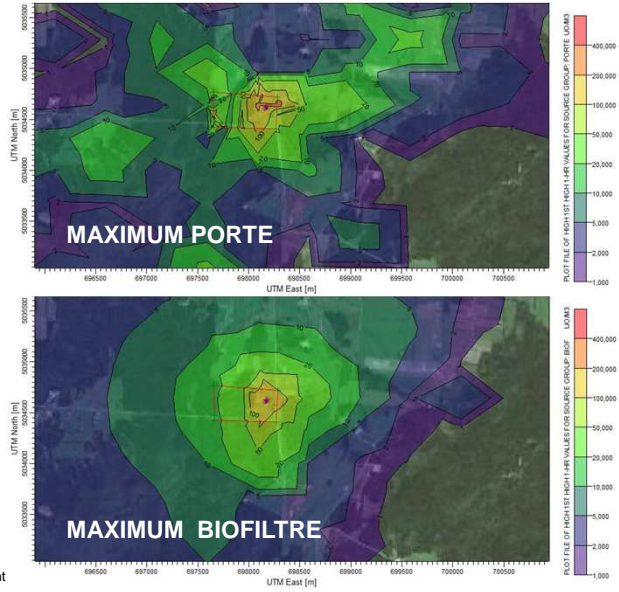 MAXIMUM PORTE
UTM North [m]
5035500
5035000
5034500
5034000
5033500
696500 697000 697500 698000 698500 699000 699500 700000 700500
UTM East [m]
PLOT FILE OF HIGH 1ST HIGH 1-HR VALUES FOR SOURCE GROUP: PORTE UO/M3
400,000
200,000
100,000
50,000
20,000
10,000
5,000
2,000
1,000
MAXIMUM BIOFILTRE
UTM North [m]
5035500
5035000
5034500
5034000
5033500
696500 697000 697500 698000 698500 699000 699500 700000 700500
UTM East [m]
PLOT FILE OF HIGH 1ST HIGH 1-HR VALUES FOR SOURCE GROUP: BIOF UO/M3
400,000
200,000
100,000
50,000
20,000
10,000
5,000
2,000
1,000
nt